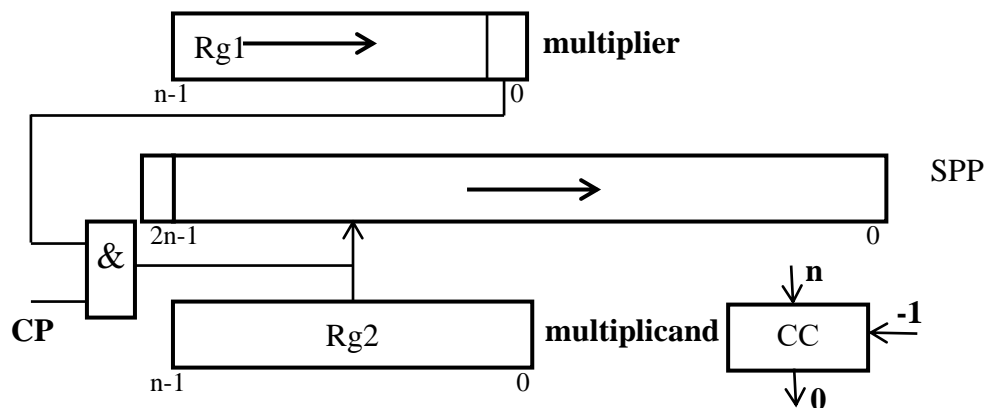 Rg1
multiplier
n-1
0
SPP
2n-1
0
&
n
CP
Rg2
multiplicand
CC
-1
n-1
0
0